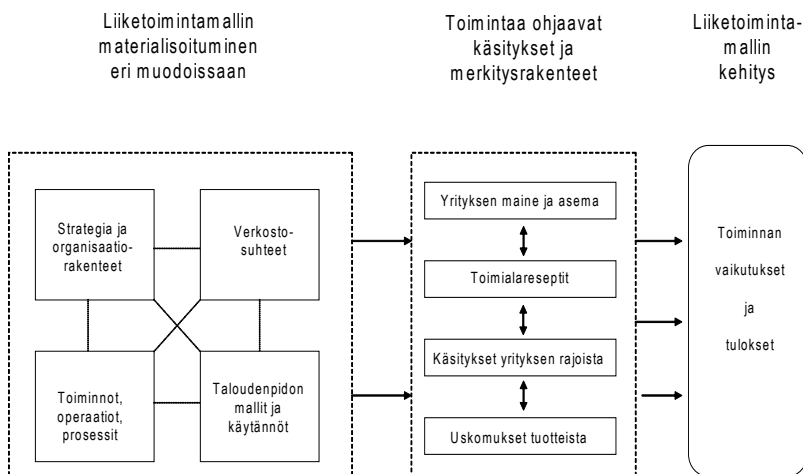 Liiketoimintamallin
materialisoituminen
eri muodoissaan
Toimintaa ohjaavat
käsitykset ja
merkitysrakenteet
Liiketoiminta-
mallin
kehitys
Strategia ja
organisaatio-
rakenteet
Verkosto-
suhteet
Toiminnot,
operaatiot,
prosessit
Taloudenpidon
mallit ja
käytännöt
Yrityksen maine ja asema
Toimialareseptit
Käsitykset yrityksen rajoista
Uskomukset tuotteista
Toiminnan
vaikutukset
ja
tulokset